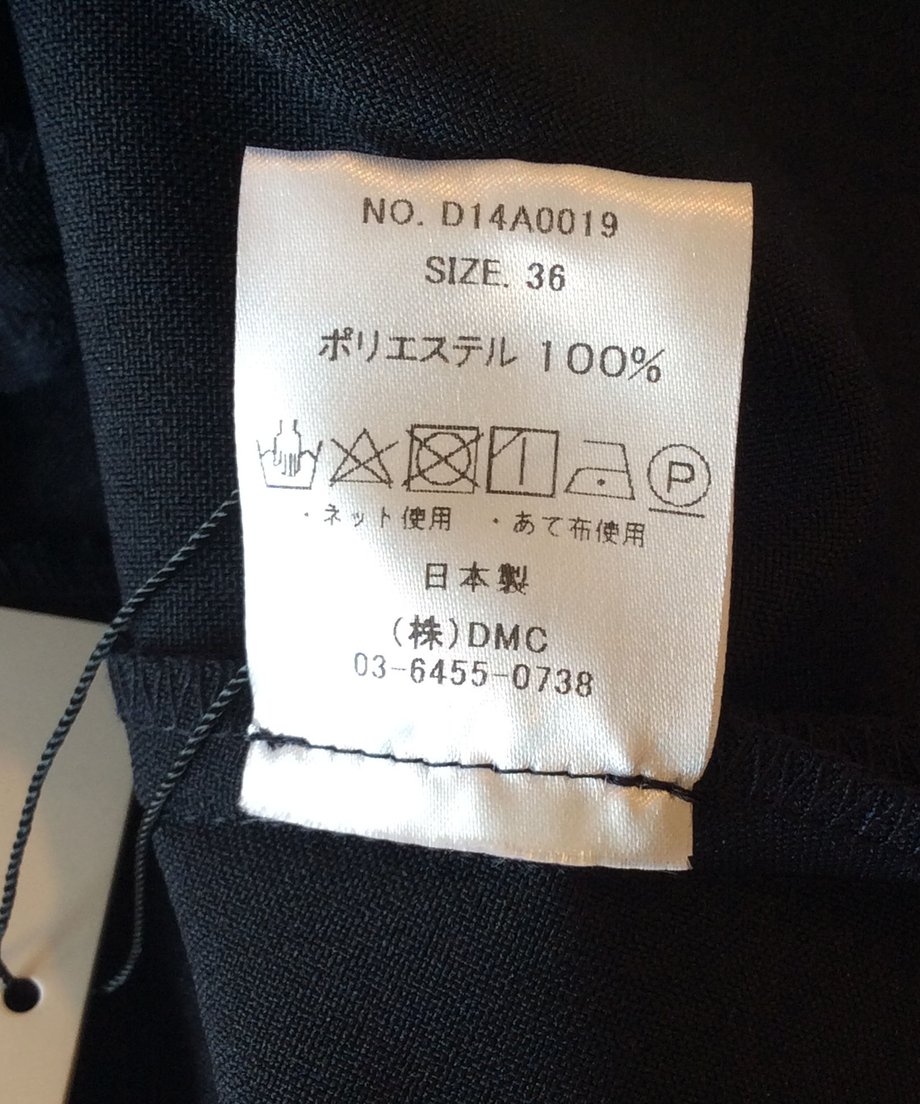 NO. D14A0019
SIZE. 36
ポリエステル 100%
P
・ネット使用 ・あて布使用
日本製
(株)DMC
03-6455-0738